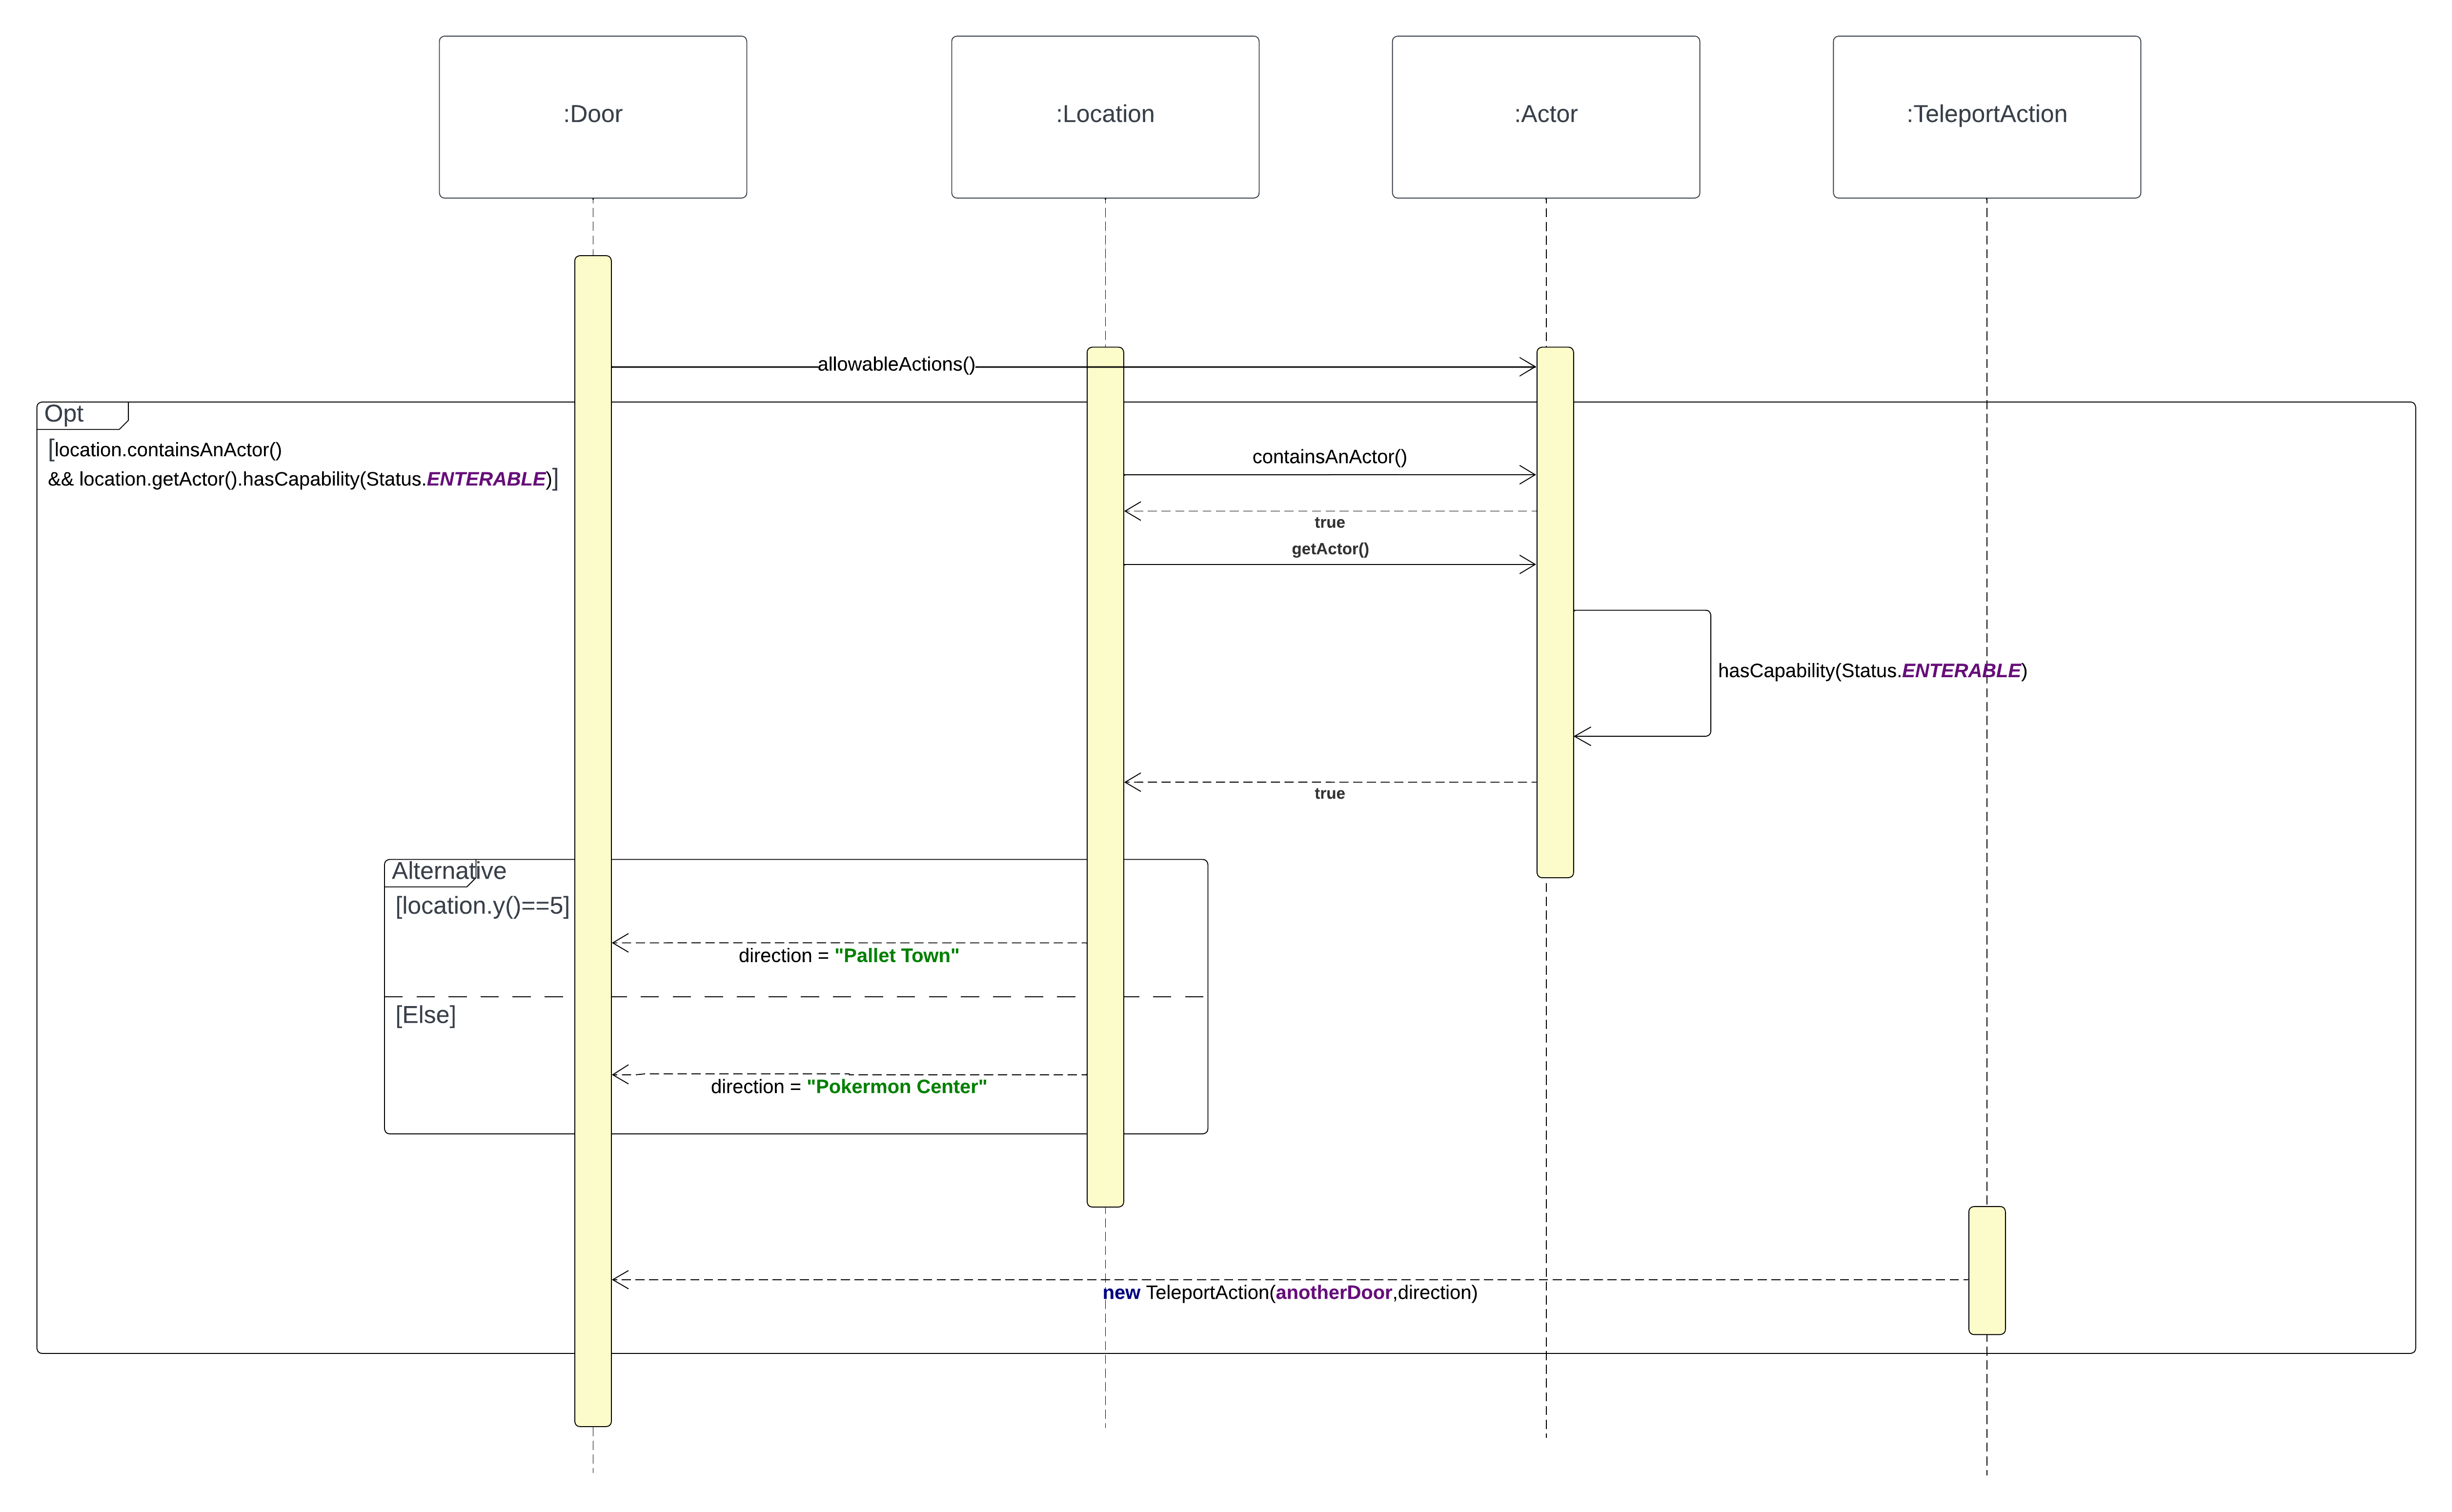 :Door
:Location
:Actor
:TeleportAction
allowableActions()
Opt
[location.containsAnActor()
&& location.getActor().hasCapability(Status.ENTERABLE)]
containsAnActor()
true
getActor()
hasCapability(Status.ENTERABLE)
true
Alternative
[location.y()==5]
direction = "Pallet Town"
[Else]
direction = "Pokermon Center"
new TeleportAction(anotherDoor,direction)